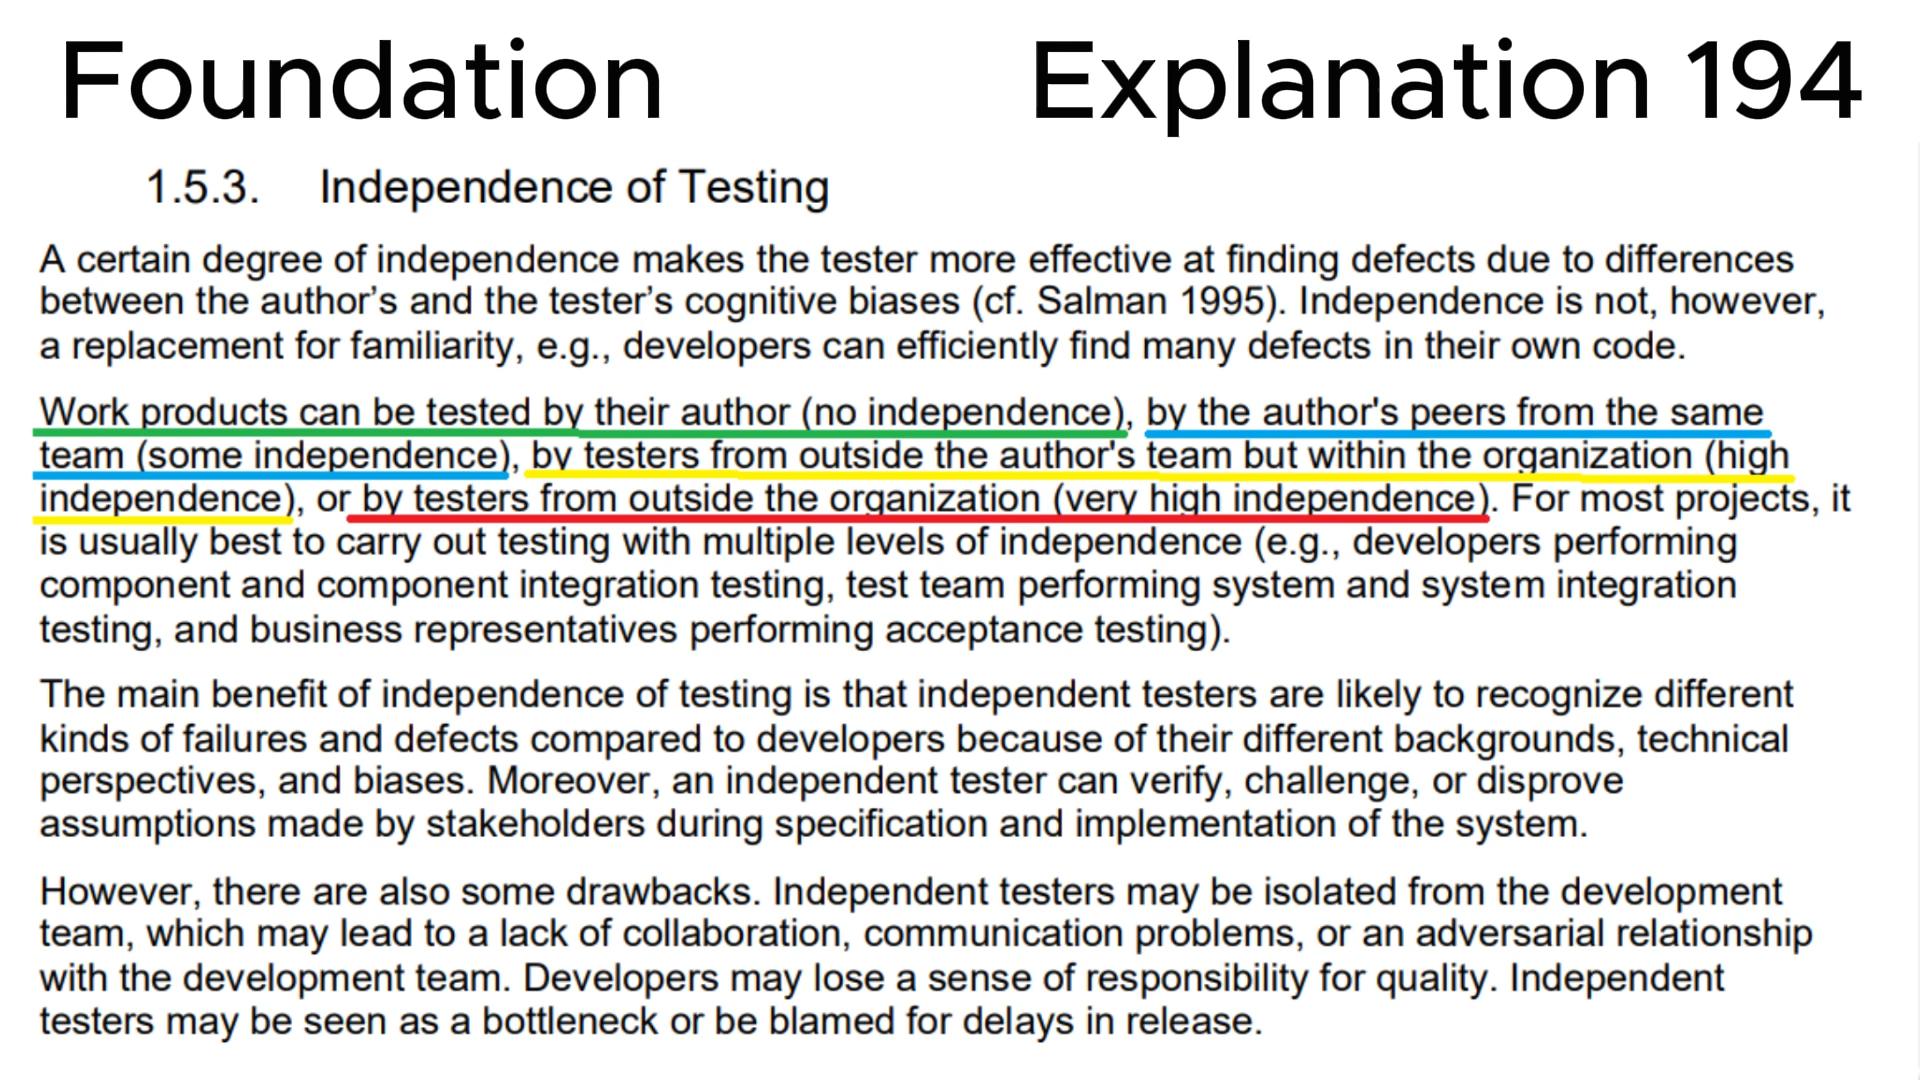 Foundation
Explanation 194
1.5.3. Independence of Testing
A certain degree of independence makes the tester more effective at finding defects due to differences
between the author's and the tester's cognitive biases (cf. Salman 1995). Independence is not, however,
a replacement for familiarity, e.g., developers can efficiently find many defects in their own code.
Work products can be tested by their author (no independence), by the author's peers from the same
team (some independence), by testers from outside the author's team but within the organization (high
independence), or by testers from outside the organization (very high independence). For most projects, it
is usually best to carry out testing with multiple levels of independence (e.g., developers performing
component and component integration testing, test team performing system and system integration
testing, and business representatives performing acceptance testing).
The main benefit of independence of testing is that independent testers are likely to recognize different
kinds of failures and defects compared to developers because of their different backgrounds, technical
perspectives, and biases. Moreover, an independent tester can verify, challenge, or disprove
assumptions made by stakeholders during specification and implementation of the system.
However, there are also some drawbacks. Independent testers may be isolated from the development
team, which may lead to a lack of collaboration, communication problems, or an adversarial relationship
with the development team. Developers may lose a sense of responsibility for quality. Independent
testers may be seen as a bottleneck or be blamed for delays in release.